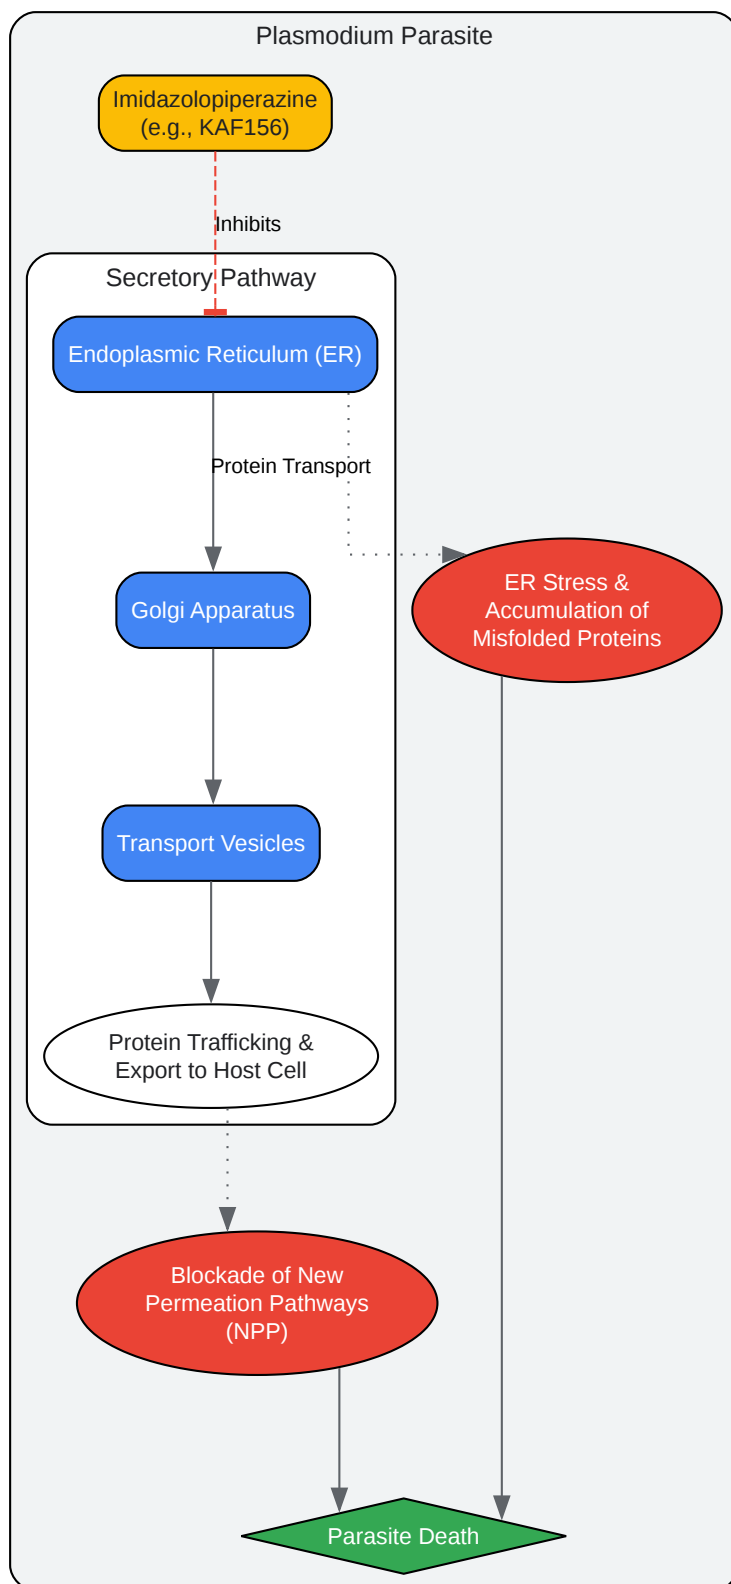 Plasmodium Parasite
Imidazolopiperazine
(e.g., KAF156)
Inhibits
Secretory Pathway
Endoplasmic Reticulum (ER)
Protein Transport
ER Stress &
Accumulation of
Misfolded Proteins
Golgi Apparatus
Transport Vesicles
Protein Trafficking &
Export to Host Cell
Blockade of New
Permeation Pathways
(NPP)
Parasite Death